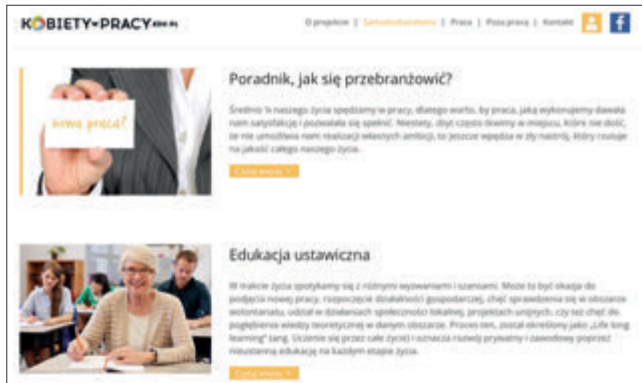 KOBIETY W PRACY.EDU.PL
O projekcie | Samodoskonalenie | Praca | Poza pracą | Kontakt
nowa praca?
Poradnik, jak się przebranżowić?
Średnio ⅓ naszego życia spędzamy w pracy, dlatego warto, by praca, jaką wykonujemy dawała
nam satysfakcję i pozwalała się spełnić. Niestety, zbyt często tkwimy w miejscu, które nie dość,
że nie umożliwia nam realizacji własnych ambicji, to jeszcze wpędza w zły nastrój, który rzutuje
na jakość całego naszego życia.
Czytaj więcej
Edukacja ustawiczna
W trakcie życia spotykamy się z różnymi wyzwaniami i szansami. Może to być okazja do
podjęcia nowej pracy, rozpoczęcie działalności gospodarczej, chęć sprawdzenia się w obszarze
wolontariatu, udział w działaniach społeczności lokalnej, projektach unijnych, czy też chęć do
pogłębienia wiedzy teoretycznej w danym obszarze. Proces ten, został określony jako „Life long
learning” (ang. Uczenie się przez całe życie) i oznacza rozwój prywatny i zawodowy poprzez
nieustanną edukację na każdym etapie życia.
Czytaj więcej